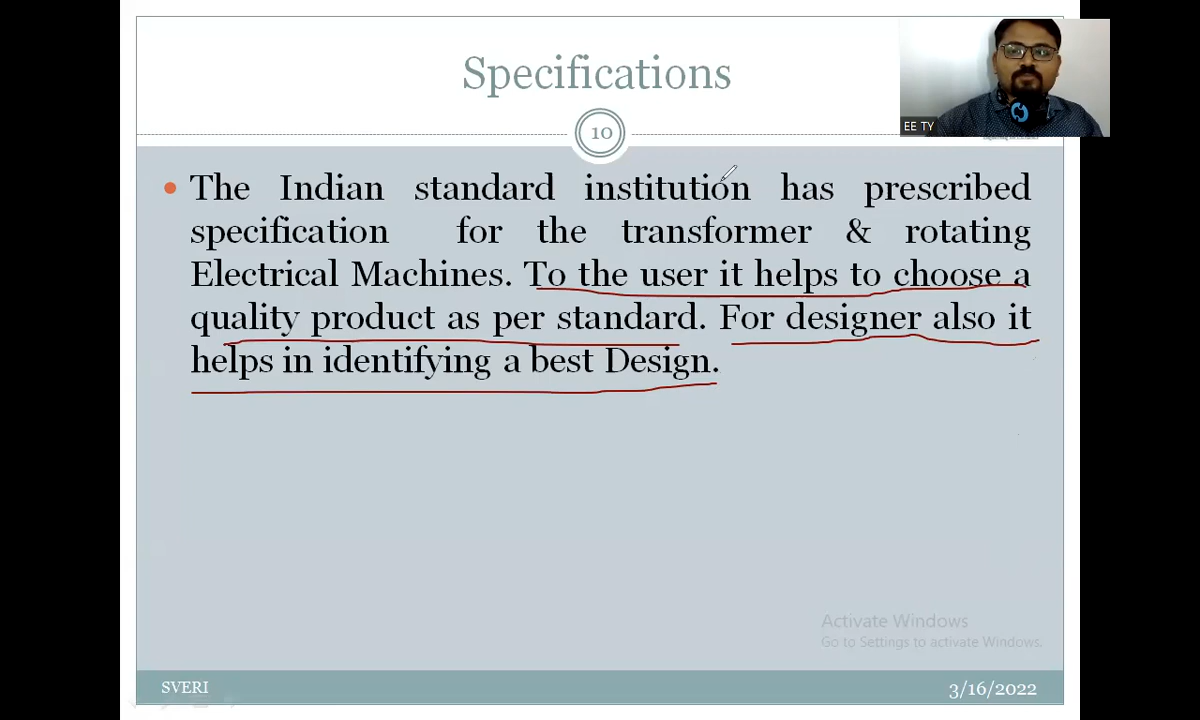 Specifications
EE TY
10
The Indian standard institution has prescribed
specification for the transformer & rotating
Electrical Machines. To the user it helps to choose a
quality product as per standard. For designer also it
helps in identifying a best Design.
Activate Windows
Go to Settings to activate Windows.
SVERI
3/16/2022